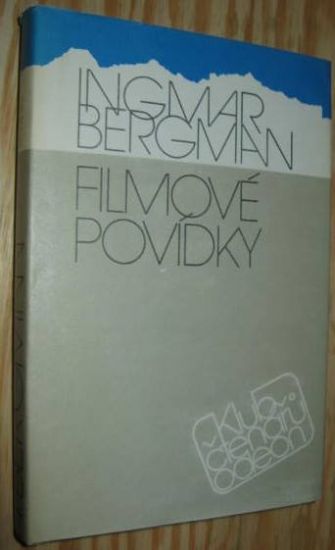 INGMAR
BERGMAN
FILMOVÉ
POVÍDKY
Klub
čtenářů
odeon